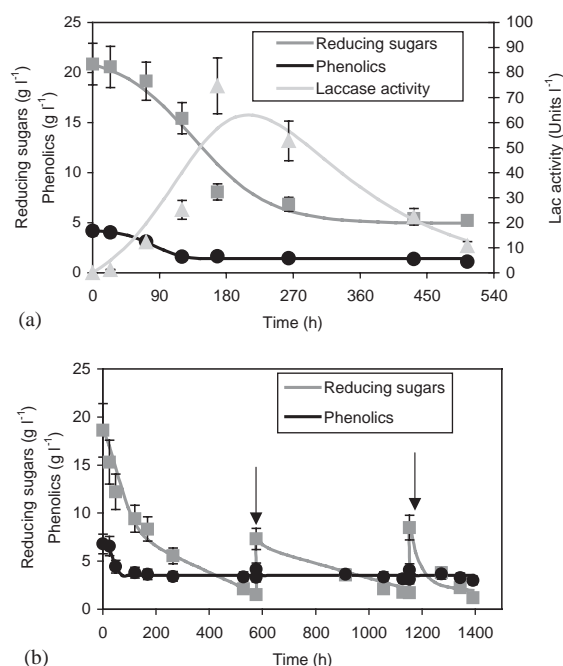 25
20
15
10
5
0
Reducing sugars (g l⁻¹)
Phenolics (g l⁻¹)
Reducing sugars
Phenolics
Laccase activity
100
90
80
70
60
50
40
30
20
10
0
Lac activity (Units l⁻¹)
0 90 180 270 360 450 540
Time (h)
(a)
25
20
15
10
5
0
Reducing sugars (g l⁻¹)
Phenolics (g l⁻¹)
Reducing sugars
Phenolics
0 200 400 600 800 1000 1200 1400
Time (h)
(b)